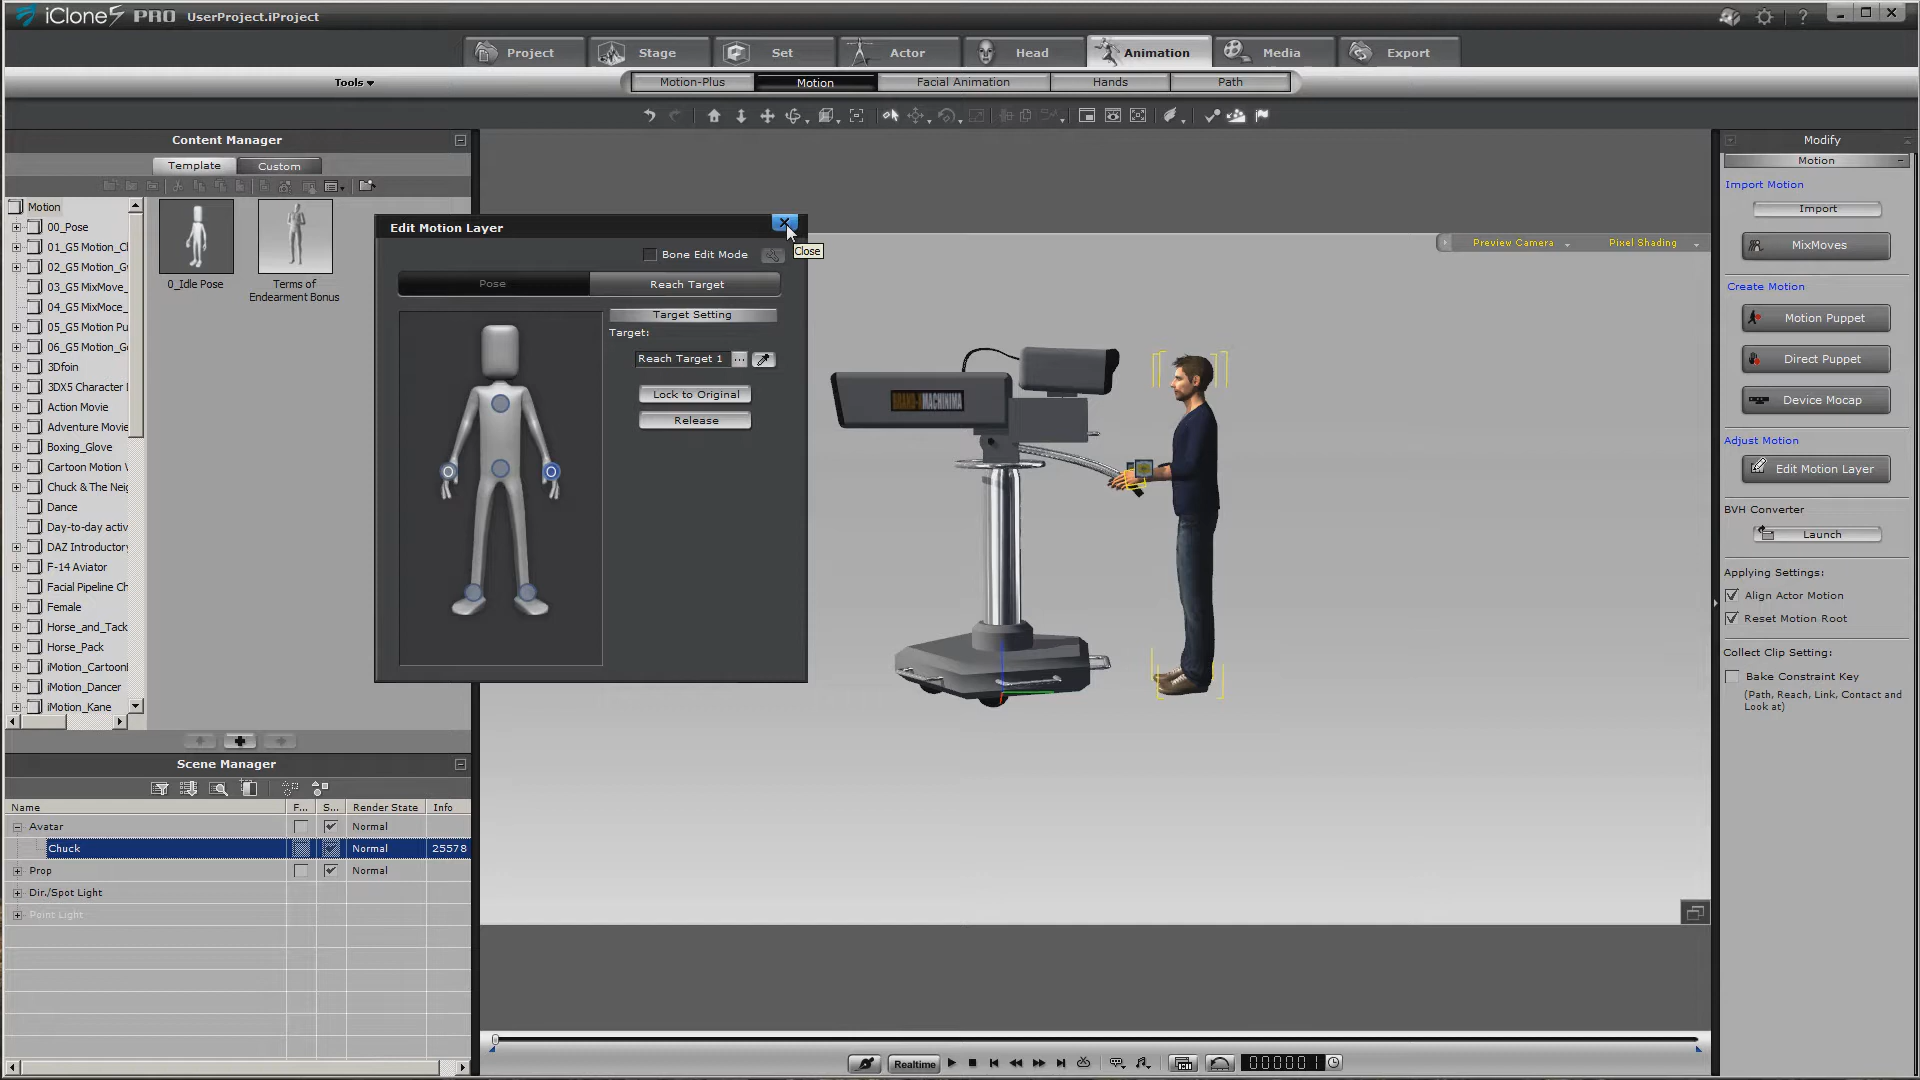 iClone5 PRO UserProject.iProject
Project Stage Set Actor Head Animation Media Export
Tools Motion-Plus Motion Facial Animation Hands Path
Content Manager
Template Custom
Motion
00_Pose
01_G5 Motion_Cl
02_G5 Motion_G
03_G5 MixMove_
04_G5 MixMoce_
05_G5 Motion Pu
06_G5 Motion_G
3Dfoin
3DX5 Character
Action Movie
Adventure Movie
Boxing_Glove
Cartoon Motion
Chuck & The Nei
Dance
Day-to-day activ
DAZ Introductory
F-14 Aviator
Facial Pipeline Ch
Female
Horse_and_Tack
Horse_Pack
iMotion_Cartoon
iMotion_Dancer
iMotion_Kane
0_Idle Pose
Terms of
Endearment Bonus
Edit Motion Layer
Close
Bone Edit Mode
Pose Reach Target
Target Setting
Target:
Reach Target 1 ...
Lock to Original
Release
Preview Camera Pixel Shading
MACHINIMA
Modify
Motion
Import Motion
Import
MixMoves
Create Motion
Motion Puppet
Direct Puppet
Device Mocap
Adjust Motion
Edit Motion Layer
BVH Converter
Launch
Applying Settings:
Align Actor Motion
Reset Motion Root
Collect Clip Setting:
Bake Constraint Key
(Path, Reach, Link, Contact and
Look at)
Scene Manager
Name F... S... Render State Info
Avatar Normal
Chuck Normal 25578
Prop Normal
Dir./Spot Light
Point Light
Realtime 000001